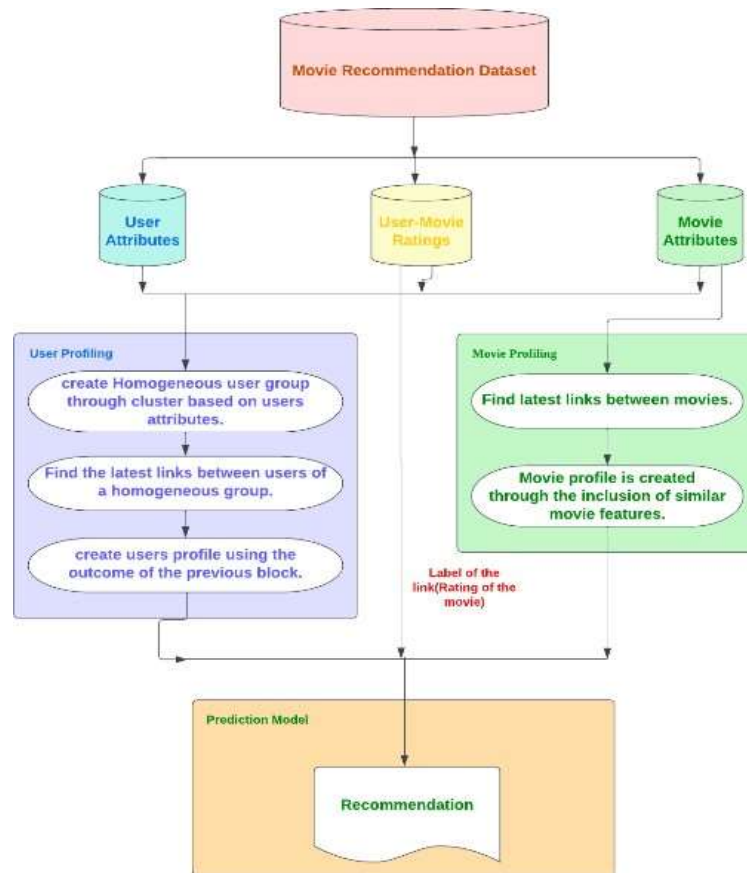 Movie Recommendation Dataset
User
Attributes
User-Movie
Ratings
Movie
Attributes
User Profiling
create Homogeneous user group
through cluster based on users
attributes.
Find the latest links between users of
a homogeneous group.
create users profile using the
outcome of the previous block.
Movie Profiling
Find latest links between movies.
Movie profile is created
through the inclusion of similar
movie features.
Label of the
link(Rating of the
movie)
Prediction Model
Recommendation